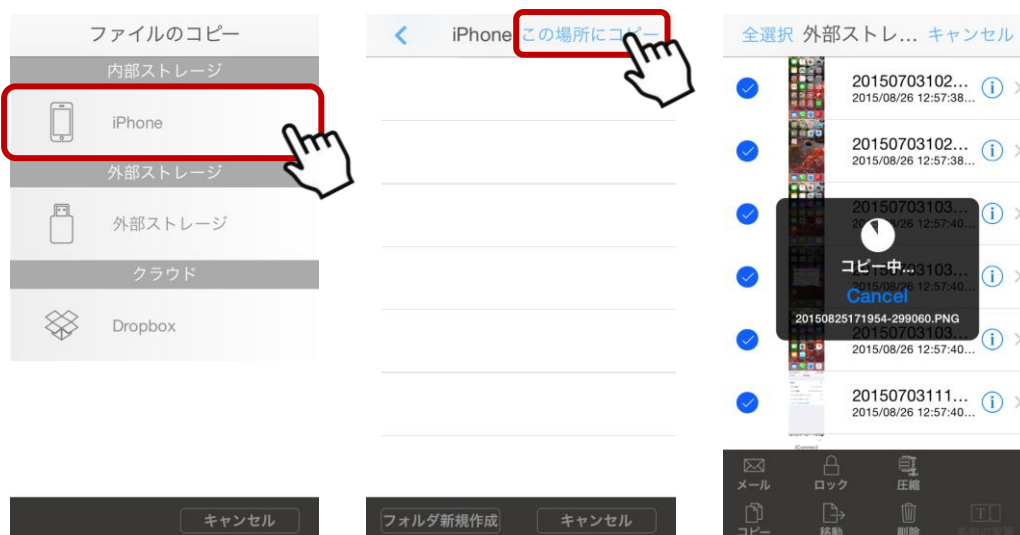 ファイルのコピー
内部ストレージ
iPhone
外部ストレージ
外部ストレージ
クラウド
Dropbox
キャンセル
iPhone この場所にコピー
フォルダ新規作成 キャンセル
全選択 外部ストレ... キャンセル
20150703102...
2015/08/26 12:57:38...
20150703102...
2015/08/26 12:57:38...
20150703103...
2015/08/26 12:57:40...
コピー中...
20150703103...
2015/08/26 12:57:40...
Cancel
20150825171954-299060.PNG
20150703103...
2015/08/26 12:57:40...
20150703111...
2015/08/26 12:57:40...
メール ロック 圧縮
コピー 移動 削除